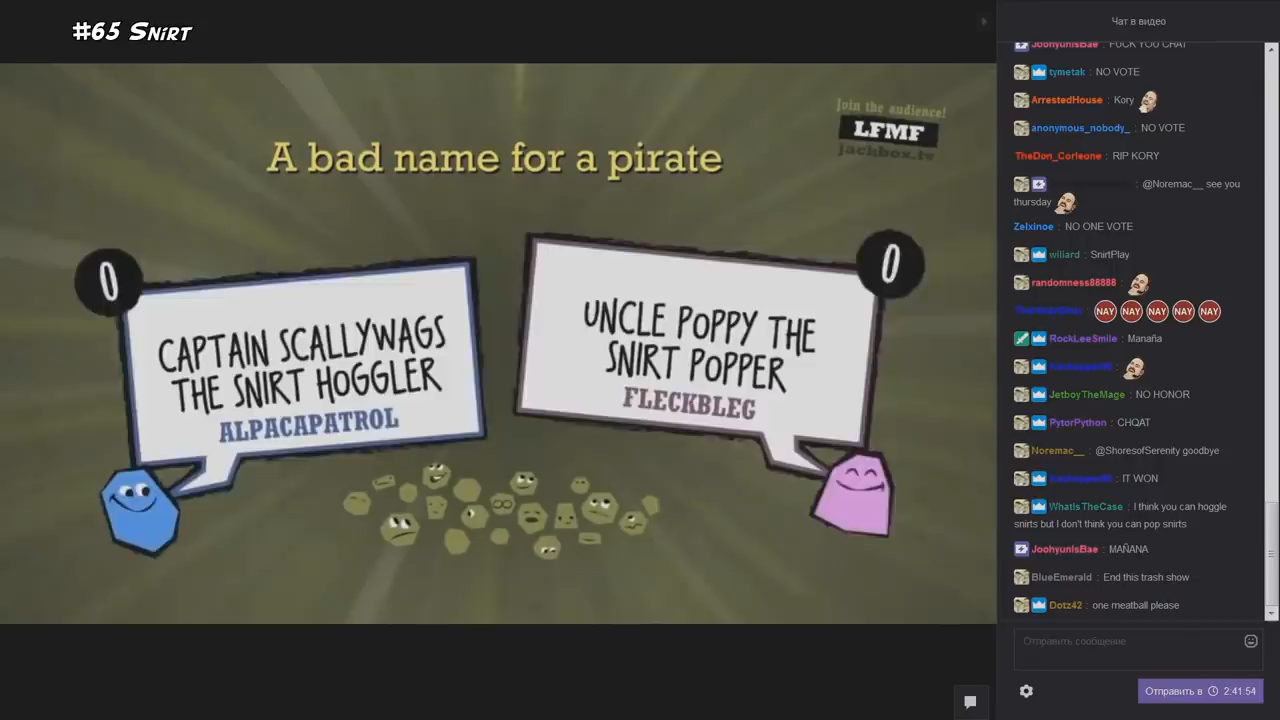 #65 Snirt
Чат в видео
Join the audience!
LFMF
jackbox.tv
A bad name for a pirate
0
CAPTAIN SCALLYWAGS
THE SNIRT HOGGLER
ALPACAPATROL
0
UNCLE POPPY THE
SNIRT POPPER
FLECKBLEG
JoohyunIsBae : FUCK YOU CHAT
tymetak : NO VOTE
ArrestedHouse : Kory
anonymous_nobody_ : NO VOTE
TheDon_Corleone : RIP KORY
: @Noremac__ see you
thursday
Zelxinoe : NO ONE VOTE
wiliard : SnirtPlay
randomness88888 :
NAY NAY NAY NAY NAY
RockLeeSmile : Manaña
JetboyTheMage : NO HONOR
PytorPython : CHQAT
Noremac__ : @ShoresofSerenity goodbye
: IT WON
WhatIsTheCase : I think you can hoggle
snirts but I don't think you can pop snirts
JoohyunIsBae : MAÑANA
BlueEmerald : End this trash show
Dotz42 : one meatball please
Отправить сообщение
Отправить в 2:41:54